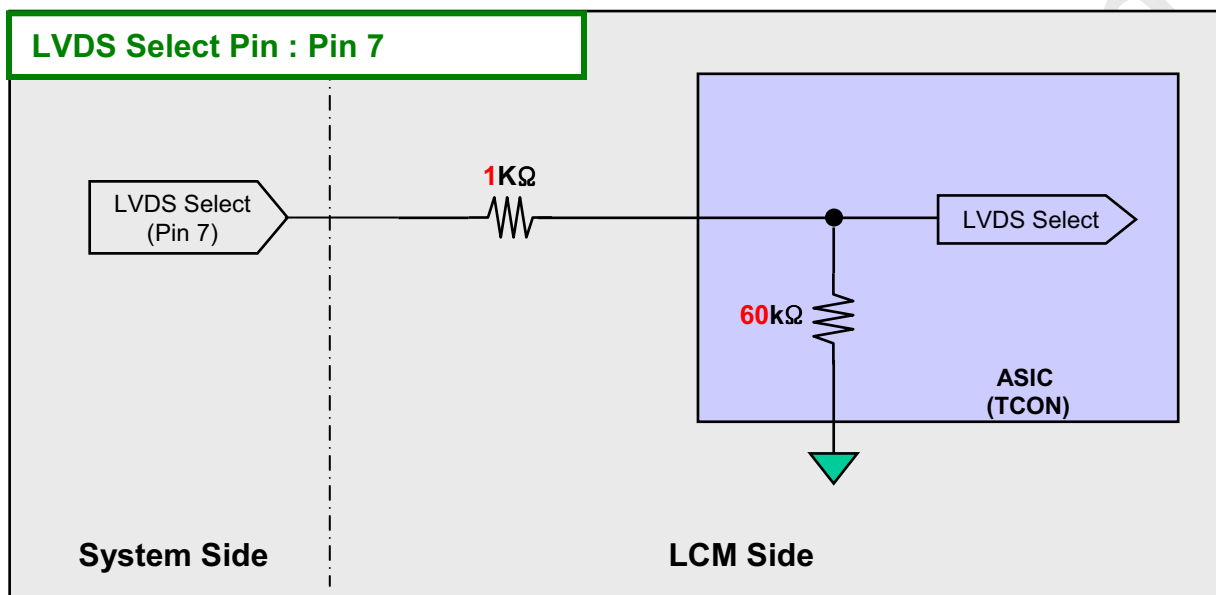 LVDS Select Pin : Pin 7
1KΩ
LVDS Select
(Pin 7)
LVDS Select
60kΩ
ASIC
(TCON)
System Side
LCM Side